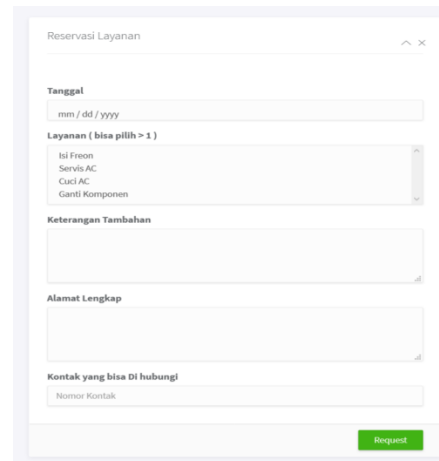 Reservasi Layanan
Tanggal
mm / dd / yyyy
Layanan ( bisa pilih > 1 )
Isi Freon
Servis AC
Cuci AC
Ganti Komponen
Keterangan Tambahan
Alamat Lengkap
Kontak yang bisa Di hubungi
Nomor Kontak
Request